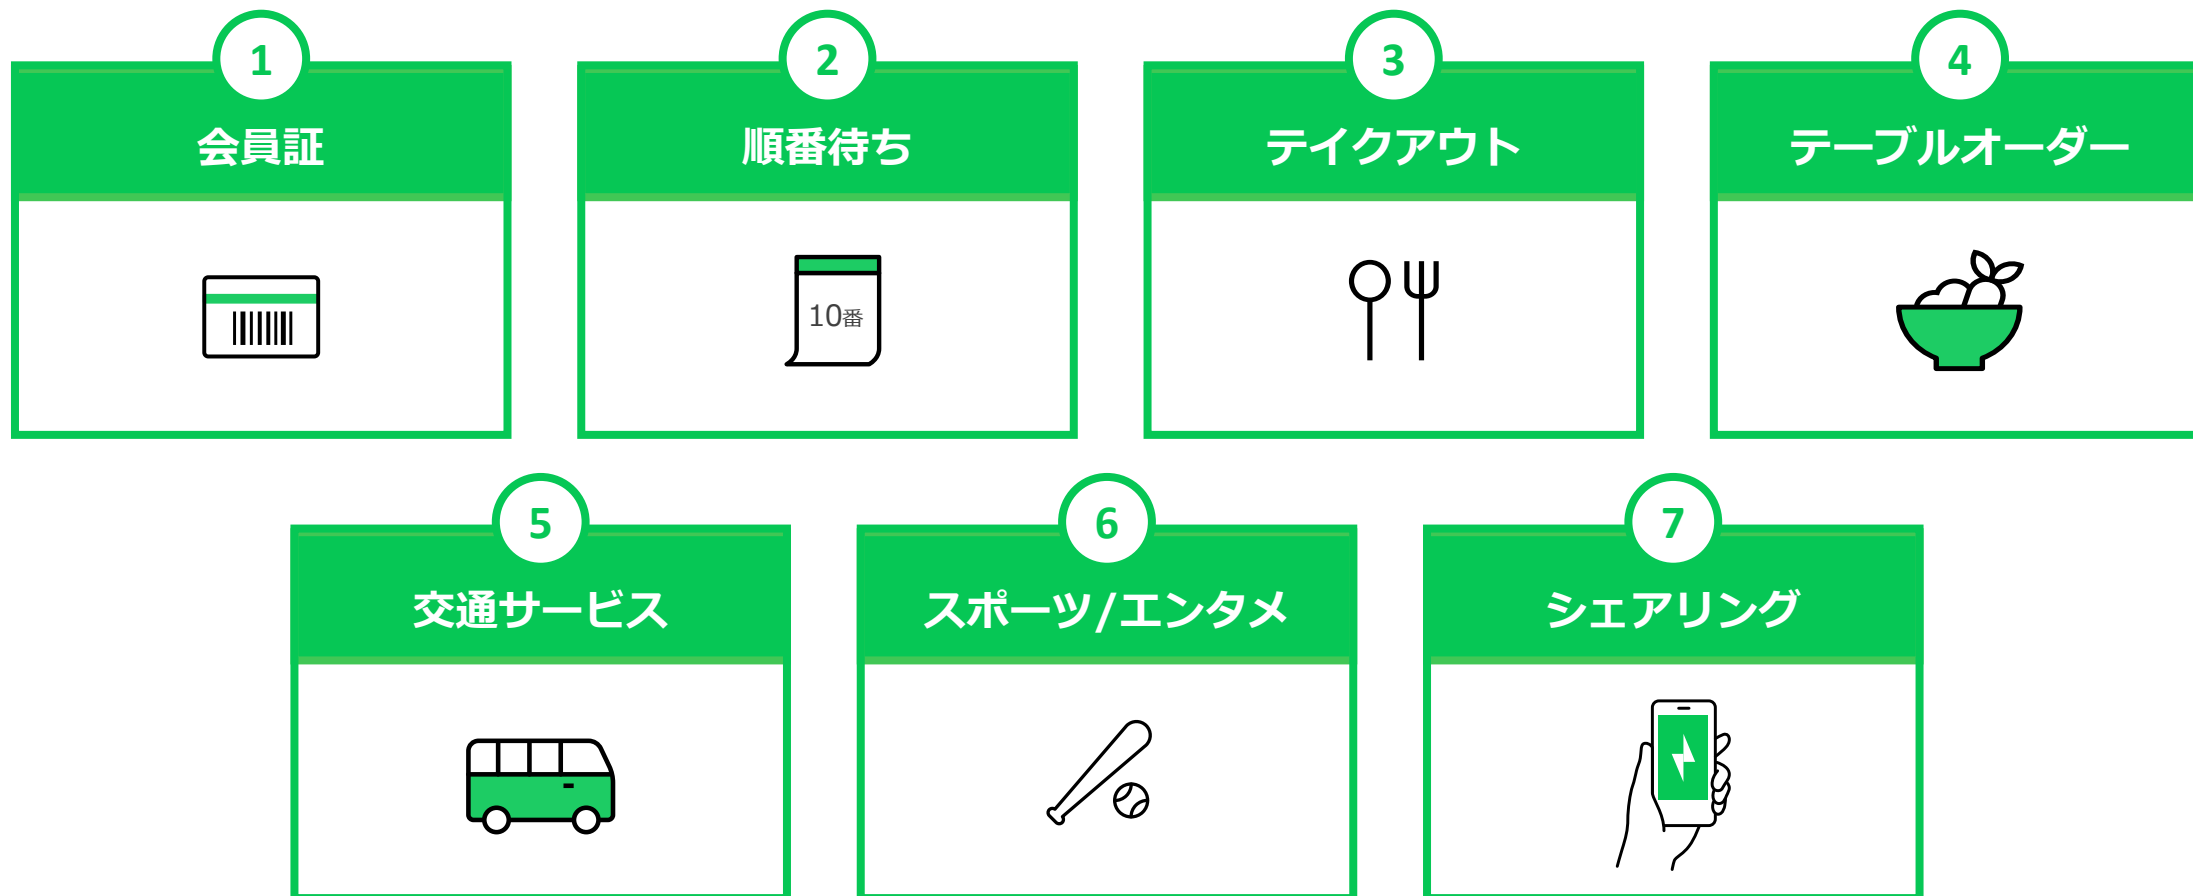 1
会員証
2
順番待ち
10番
3
テイクアウト
4
テーブルオーダー
5
交通サービス
6
スポーツ/エンタメ
7
シェアリング